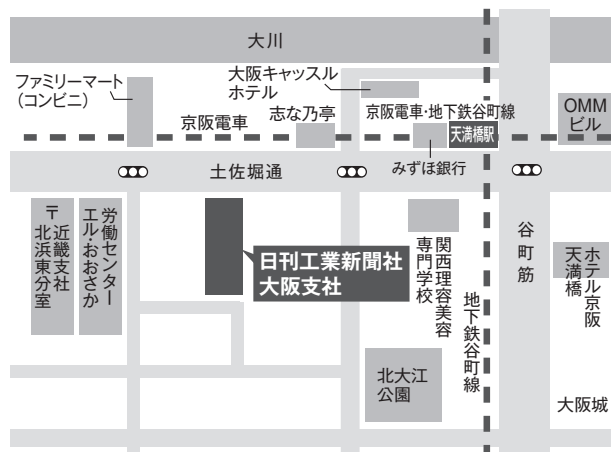 大川
ファミリーマート
（コンビニ）
大阪キャッスル
ホテル
京阪電車
志な乃亭
京阪電車・地下鉄谷町線
天満橋駅
OMM
ビル
みずほ銀行
土佐堀通
〒
近畿支社
北浜東分室
労働センター
エル・おおさか
日刊工業新聞社
大阪支社
関西理容美容
専門学校
地下鉄谷町線
谷町筋
ホテル京阪
天満橋
北大江
公園
大阪城